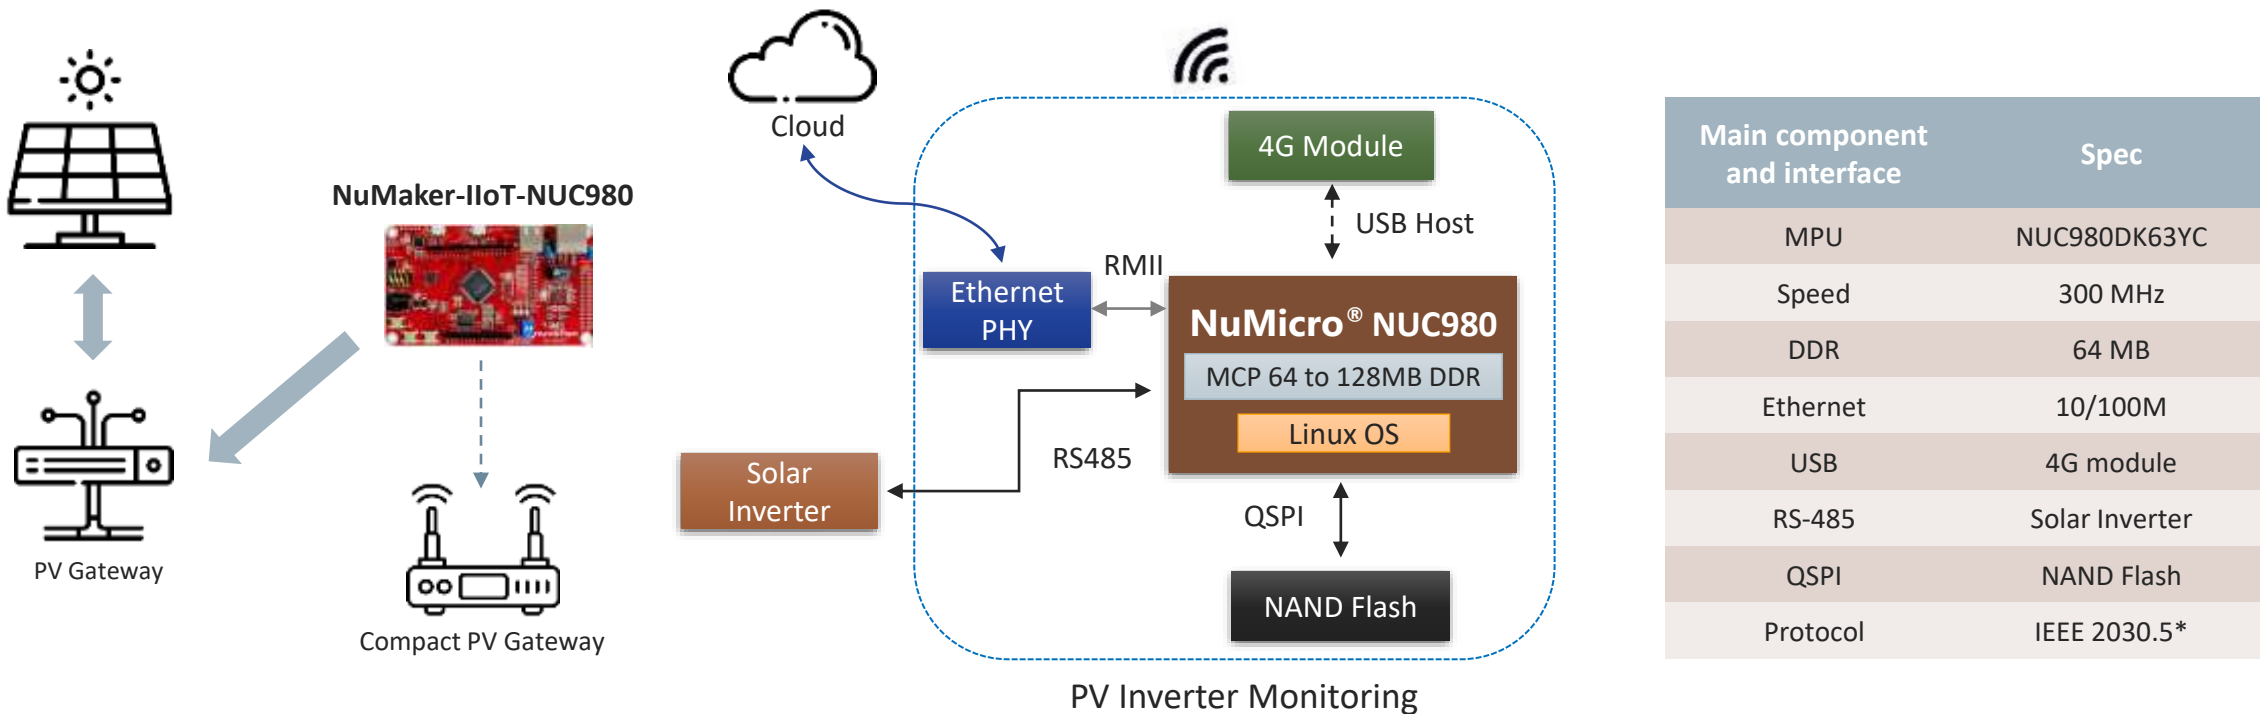 NuMaker-IIoT-NUC980
PV Gateway
Compact PV Gateway
Cloud
4G Module
USB Host
RMII
Ethernet
PHY
NuMicro® NUC980
MCP 64 to 128MB DDR
Linux OS
RS485
Solar
Inverter
QSPI
NAND Flash
PV Inverter Monitoring
Main component
and interface
Spec
MPU NUC980DK63YC
Speed 300 MHz
DDR 64 MB
Ethernet 10/100M
USB 4G module
RS-485 Solar Inverter
QSPI NAND Flash
Protocol IEEE 2030.5*